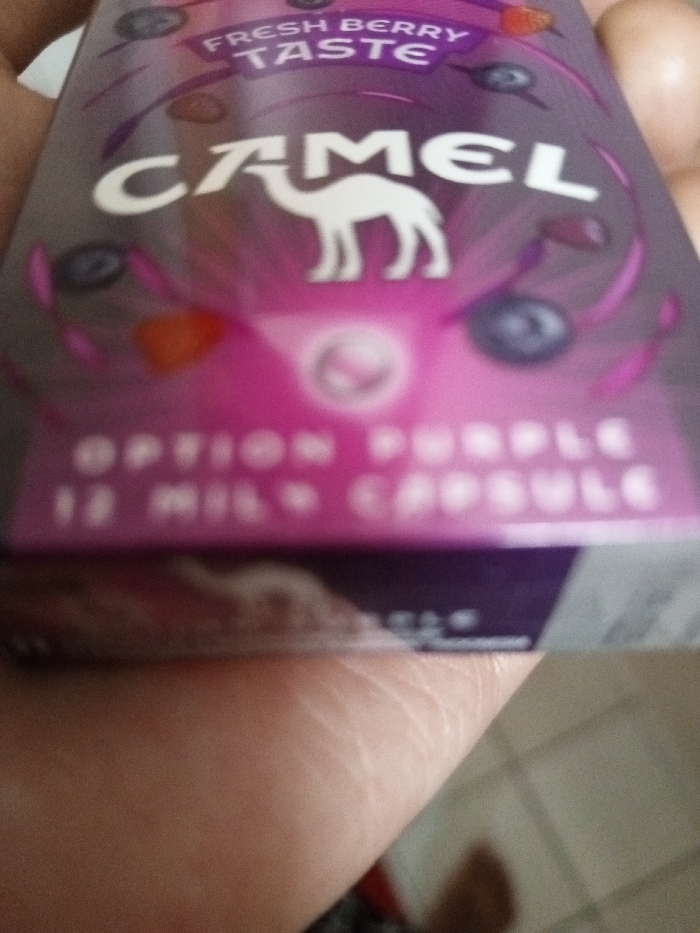 FRESH BERRY
TASTE
CAMEL
OPTION PURPLE
12 MILD CAPSULE